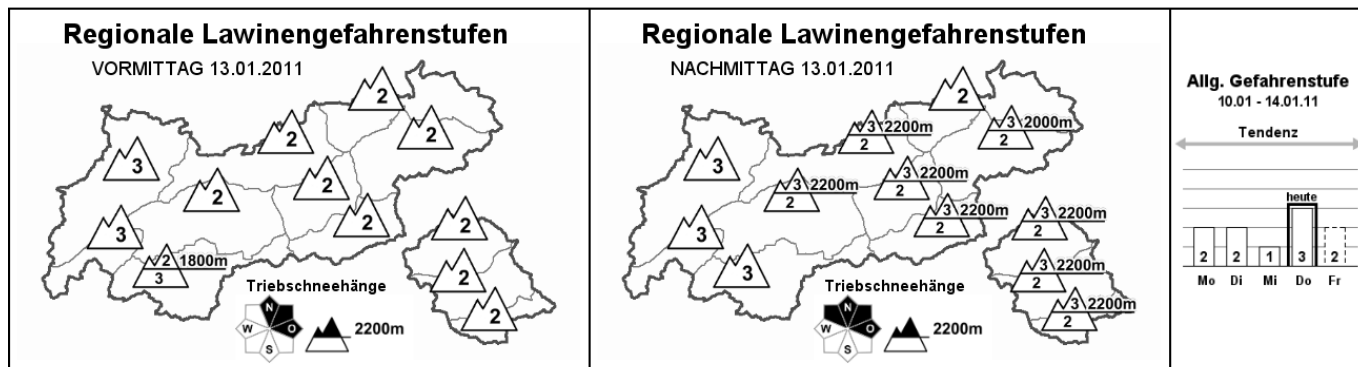 Regionale Lawinengefahrenstufen
VORMITTAG 13.01.2011
2
2
2
3
2
2
2
2
3
2
1800m
3
2
2
Triebschneehänge
N
W
O
S
2200m
Regionale Lawinengefahrenstufen
NACHMITTAG 13.01.2011
2
3 2200m
2
3 2000m
2
3
3 2200m
2
3 2200m
2
3 2200m
2
3 2200m
2
3
3
3 2200m
2
3 2200m
2
Triebschneehänge
N
W
O
S
2200m
Allg. Gefahrenstufe
10.01 - 14.01.11
Tendenz
heute
2 2 1 3 2
Mo Di Mi Do Fr